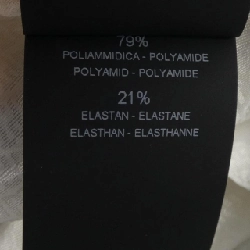 79%
POLIAMMIDICA - POLYAMIDE
POLYAMID - POLYAMIDE
21%
ELASTAN - ELASTANE
ELASTHAN - ELASTHANNE